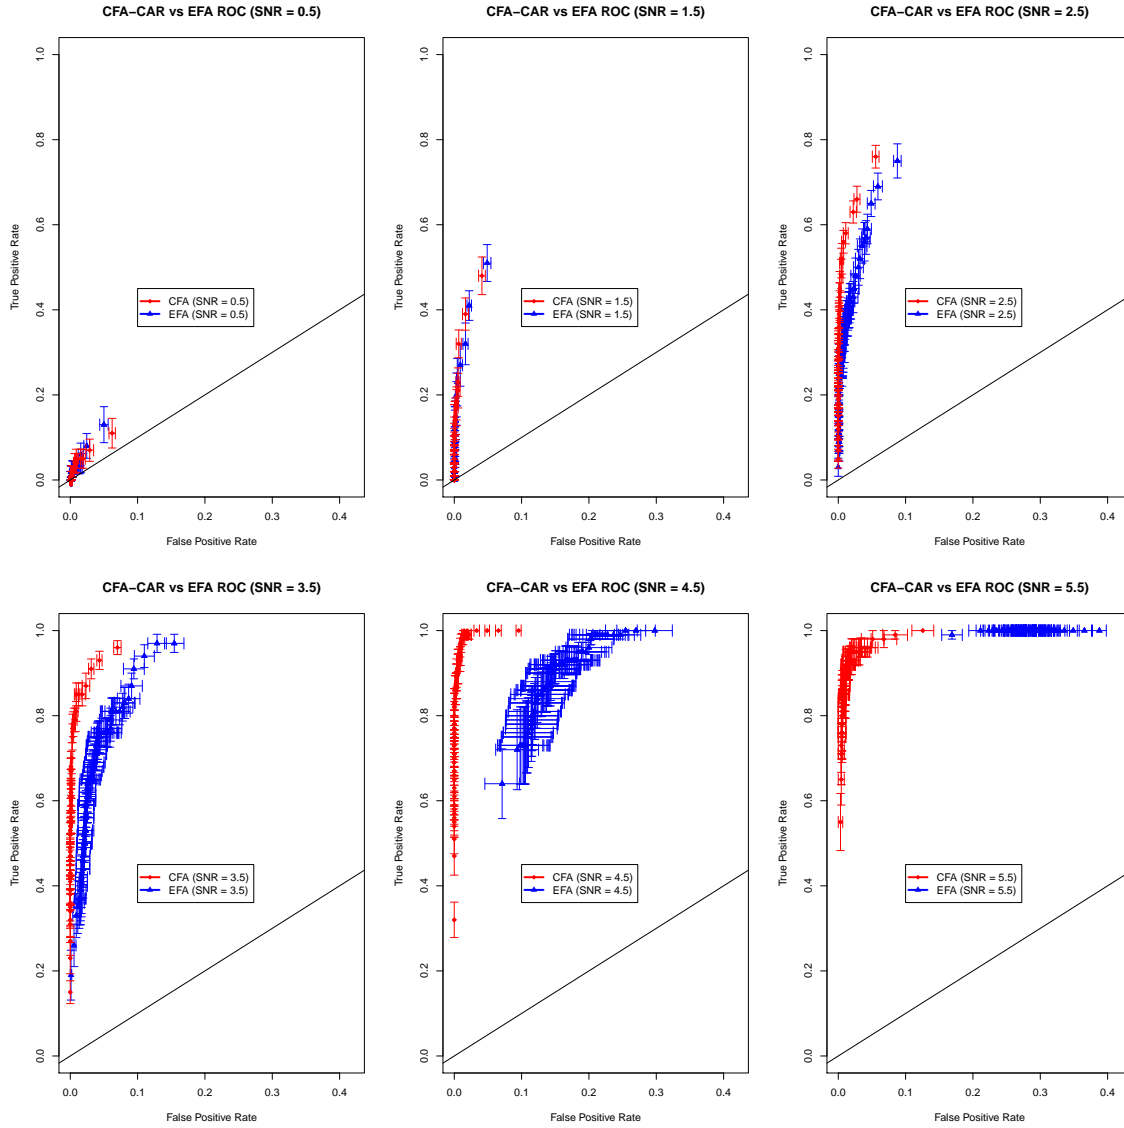 CFA−CAR vs EFA ROC (SNR = 0.5)
True Positive Rate
1.0
0.8
0.6
0.4
0.2
0.0
CFA (SNR = 0.5)
EFA (SNR = 0.5)
0.0 0.1 0.2 0.3 0.4
False Positive Rate
CFA−CAR vs EFA ROC (SNR = 1.5)
True Positive Rate
1.0
0.8
0.6
0.4
0.2
0.0
CFA (SNR = 1.5)
EFA (SNR = 1.5)
0.0 0.1 0.2 0.3 0.4
False Positive Rate
CFA−CAR vs EFA ROC (SNR = 2.5)
True Positive Rate
1.0
0.8
0.6
0.4
0.2
0.0
CFA (SNR = 2.5)
EFA (SNR = 2.5)
0.0 0.1 0.2 0.3 0.4
False Positive Rate
CFA−CAR vs EFA ROC (SNR = 3.5)
True Positive Rate
1.0
0.8
0.6
0.4
0.2
0.0
CFA (SNR = 3.5)
EFA (SNR = 3.5)
0.0 0.1 0.2 0.3 0.4
False Positive Rate
CFA−CAR vs EFA ROC (SNR = 4.5)
True Positive Rate
1.0
0.8
0.6
0.4
0.2
0.0
CFA (SNR = 4.5)
EFA (SNR = 4.5)
0.0 0.1 0.2 0.3 0.4
False Positive Rate
CFA−CAR vs EFA ROC (SNR = 5.5)
True Positive Rate
1.0
0.8
0.6
0.4
0.2
0.0
CFA (SNR = 5.5)
EFA (SNR = 5.5)
0.0 0.1 0.2 0.3 0.4
False Positive Rate